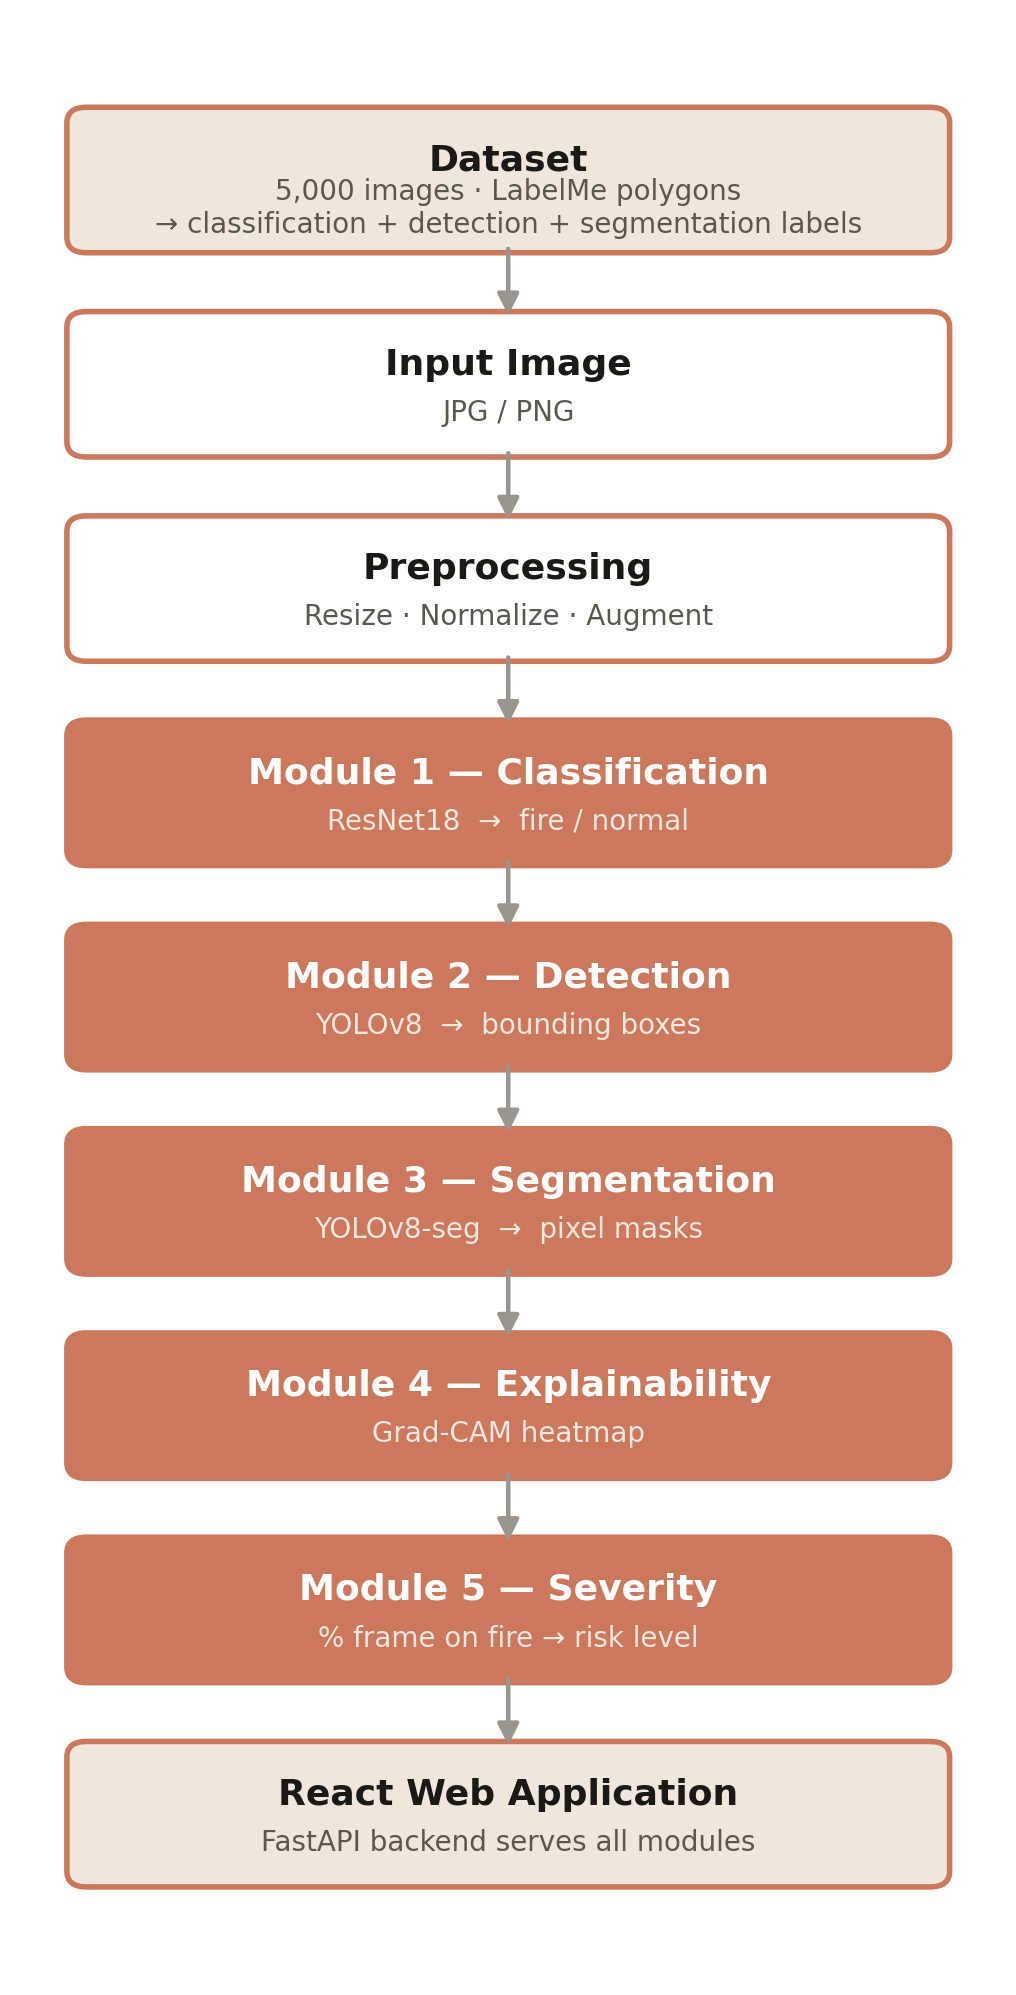 Dataset
5,000 images · LabelMe polygons
→ classification + detection + segmentation labels
Input Image
JPG / PNG
Preprocessing
Resize · Normalize · Augment
Module 1 — Classification
ResNet18 → fire / normal
Module 2 — Detection
YOLOv8 → bounding boxes
Module 3 — Segmentation
YOLOv8-seg → pixel masks
Module 4 — Explainability
Grad-CAM heatmap
Module 5 — Severity
% frame on fire → risk level
React Web Application
FastAPI backend serves all modules